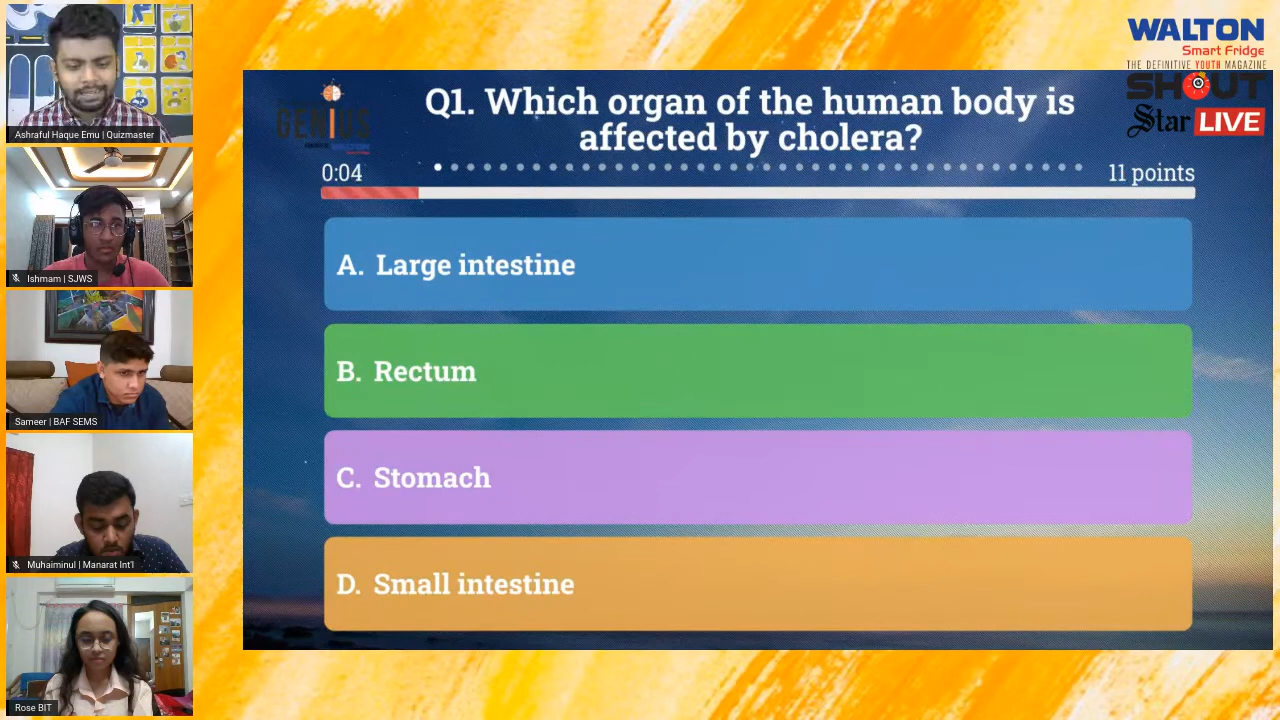 Ashraful Haque Emu | Quizmaster
Ishmam | SJWS
Sameer | BAF SEMS
Muhaiminul | Manarat Int'l
Rose BIT
GENIUS
WALTON
Q1. Which organ of the human body is
affected by cholera?
0:04
11 points
A. Large intestine
B. Rectum
C. Stomach
D. Small intestine
WALTON
Smart Fridge
THE DEFINITIVE YOUTH MAGAZINE
SHOUT
Star LIVE